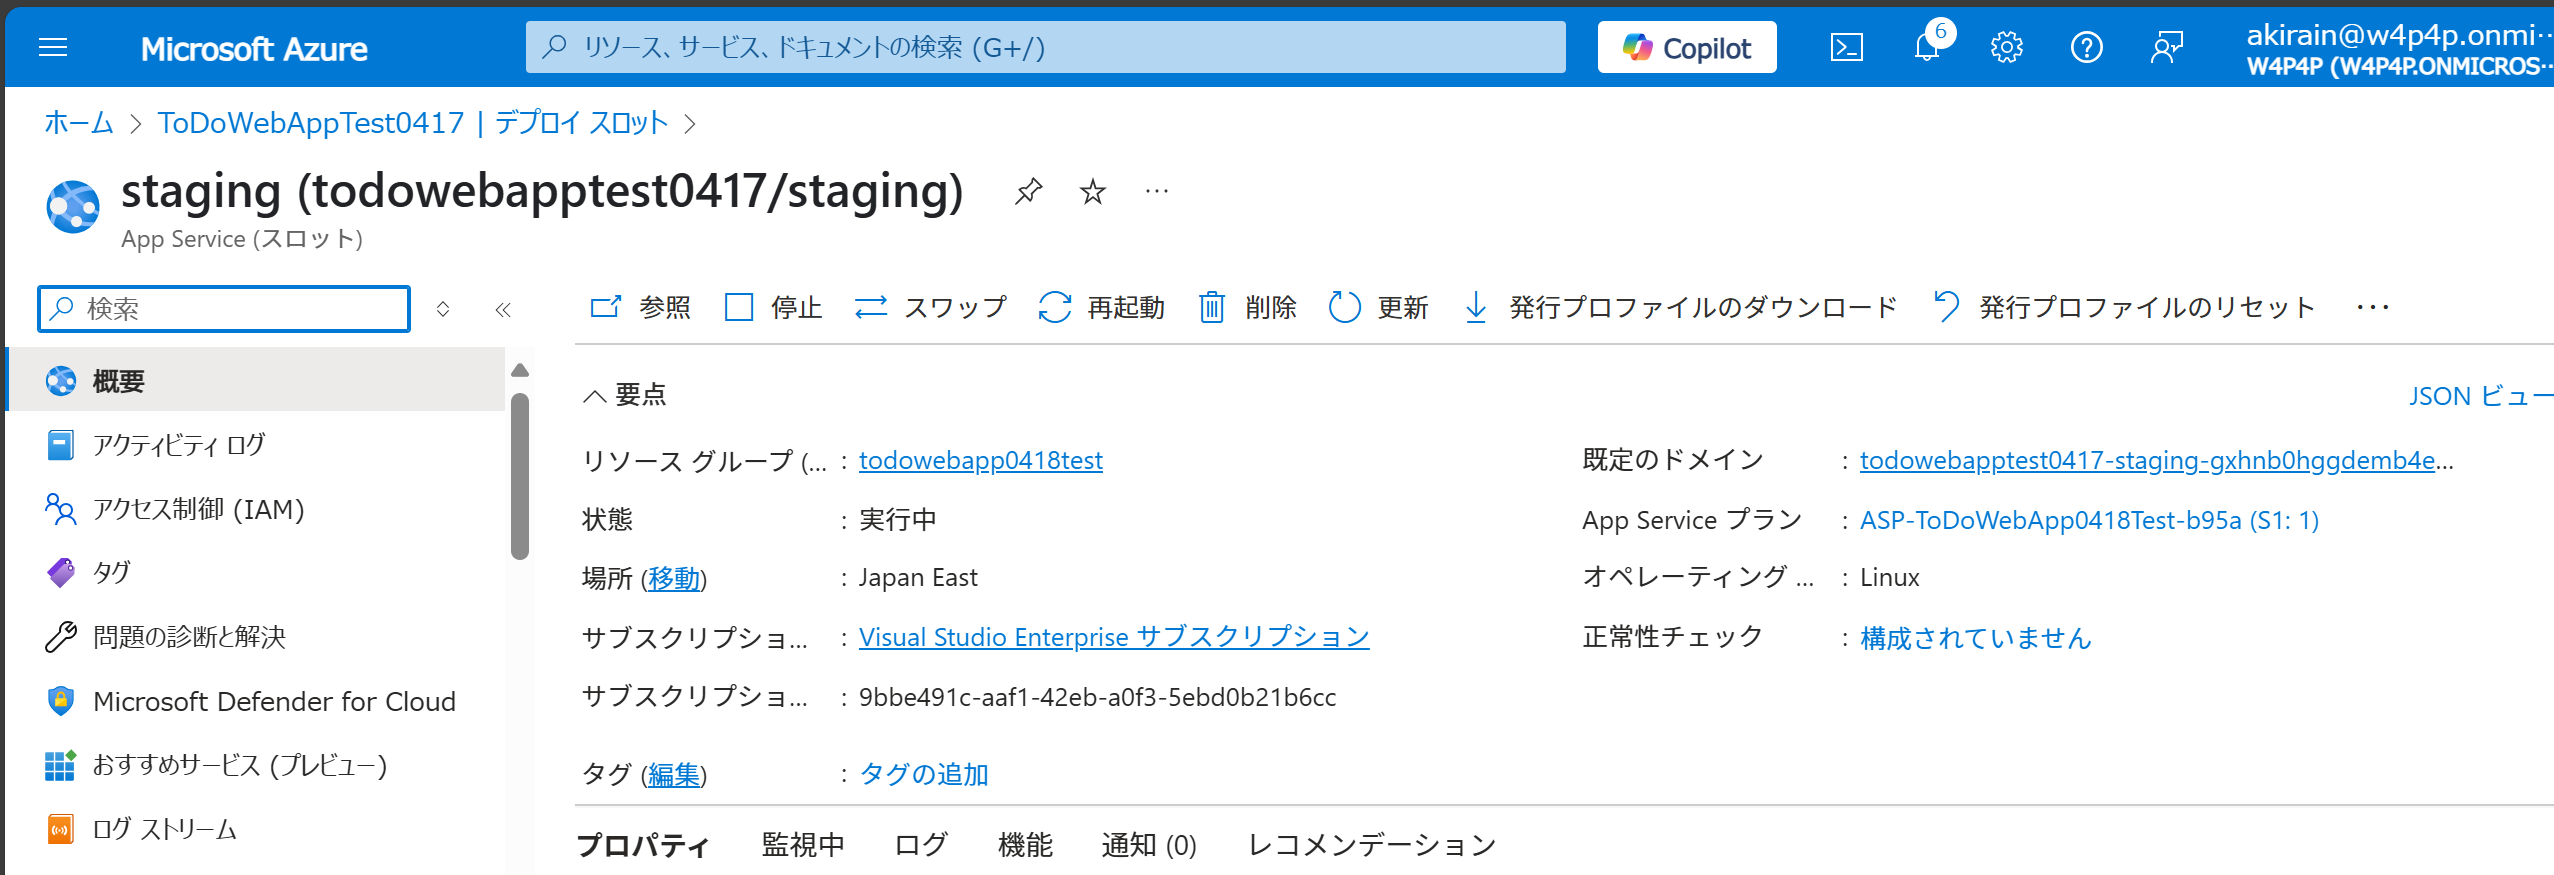 Microsoft Azure
リソース、サービス、ドキュメントの検索 (G+/)
Copilot
6
akirain@w4p4p.onmi...
W4P4P (W4P4P.ONMICROS...
ホーム > ToDoWebAppTest0417 | デプロイ スロット >
staging (todowebapptest0417/staging)
App Service (スロット)
検索
参照 停止 スワップ 再起動 削除 更新 発行プロファイルのダウンロード 発行プロファイルのリセット
概要
アクティビティ ログ
アクセス制御 (IAM)
タグ
問題の診断と解決
Microsoft Defender for Cloud
おすすめサービス (プレビュー)
ログ ストリーム
要点
JSON ビュー
リソース グループ (... : todowebapp0418test
状態 : 実行中
場所 (移動) : Japan East
サブスクリプショ... : Visual Studio Enterprise サブスクリプション
サブスクリプショ... : 9bbe491c-aaf1-42eb-a0f3-5ebd0b21b6cc
タグ (編集) : タグの追加
既定のドメイン : todowebapptest0417-staging-gxhnb0hggdemb4e...
App Service プラン : ASP-ToDoWebApp0418Test-b95a (S1: 1)
オペレーティング ... : Linux
正常性チェック : 構成されていません
プロパティ 監視中 ログ 機能 通知 (0) レコメンデーション